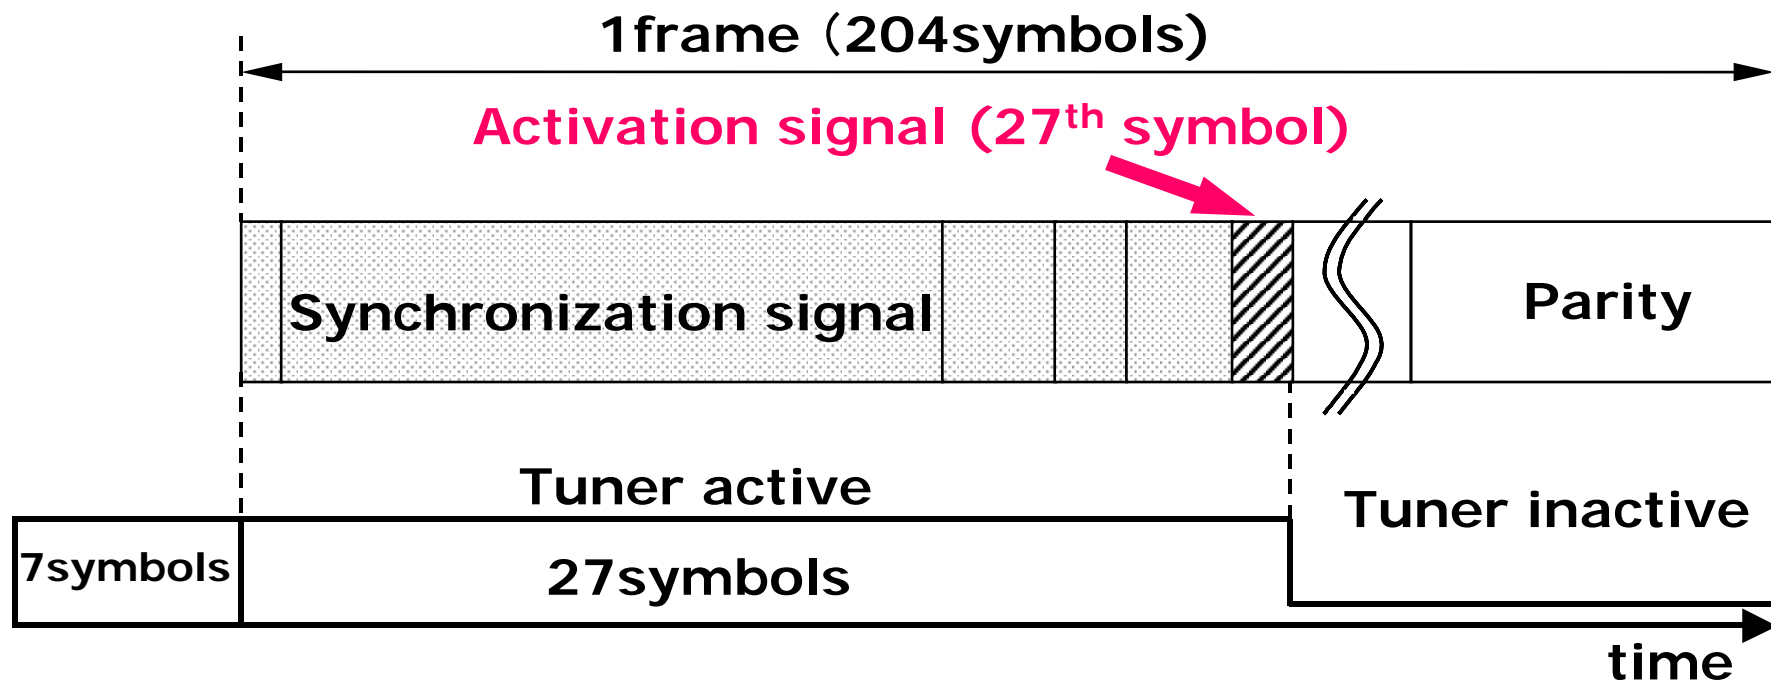 1frame (204symbols)
Activation signal (27th symbol)
Synchronization signal
Parity
Tuner active
Tuner inactive
7symbols
27symbols
time